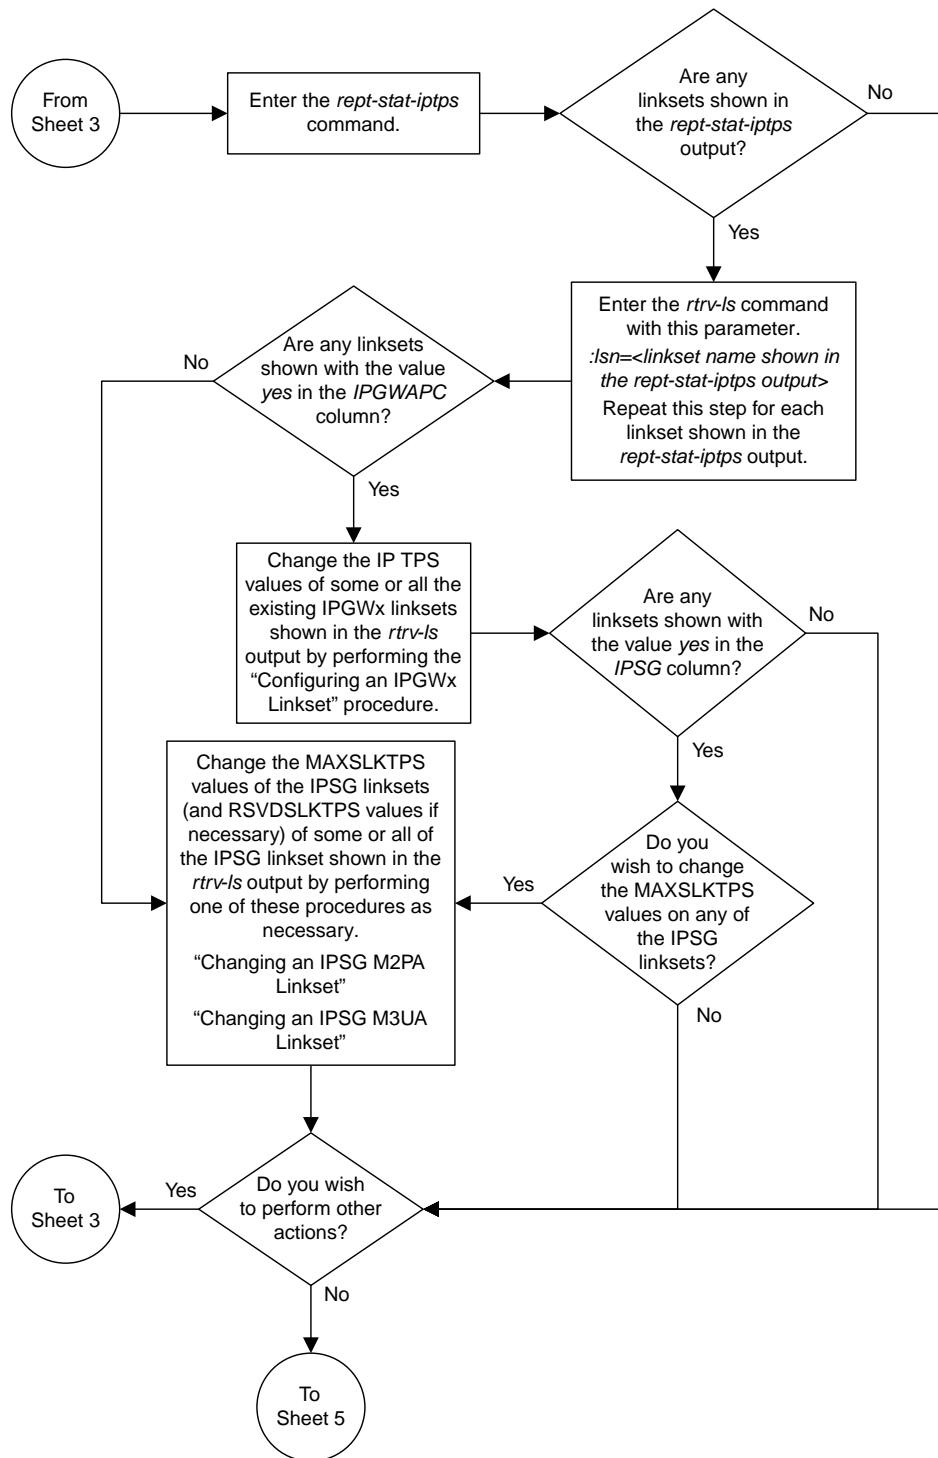 From
Sheet 3
Enter the rept-stat-iptps
command.
Are any
linksets shown in
the rept-stat-iptps
output?
No
Yes
Enter the rtrv-ls command
with this parameter.
:lsn=<linkset name shown in
the rept-stat-iptps output>
Repeat this step for each
linkset shown in the
rept-stat-iptps output.
Are any linksets
shown with the value
yes in the IPGWAPC
column?
No
Yes
Change the IP TPS
values of some or all the
existing IPGWx linksets
shown in the rtrv-ls
output by performing the
“Configuring an IPGWx
Linkset” procedure.
Are any
linksets shown with
the value yes in the
IPSG column?
No
Yes
Do you
wish to change
the MAXSLKTPS
values on any of
the IPSG
linksets?
Yes
No
Change the MAXSLKTPS
values of the IPSG linksets
(and RSVDSLKTPS values if
necessary) of some or all of
the IPSG linkset shown in the
rtrv-ls output by performing
one of these procedures as
necessary.
“Changing an IPSG M2PA
Linkset”
“Changing an IPSG M3UA
Linkset”
Do you wish
to perform other
actions?
Yes
To
Sheet 3
No
To
Sheet 5